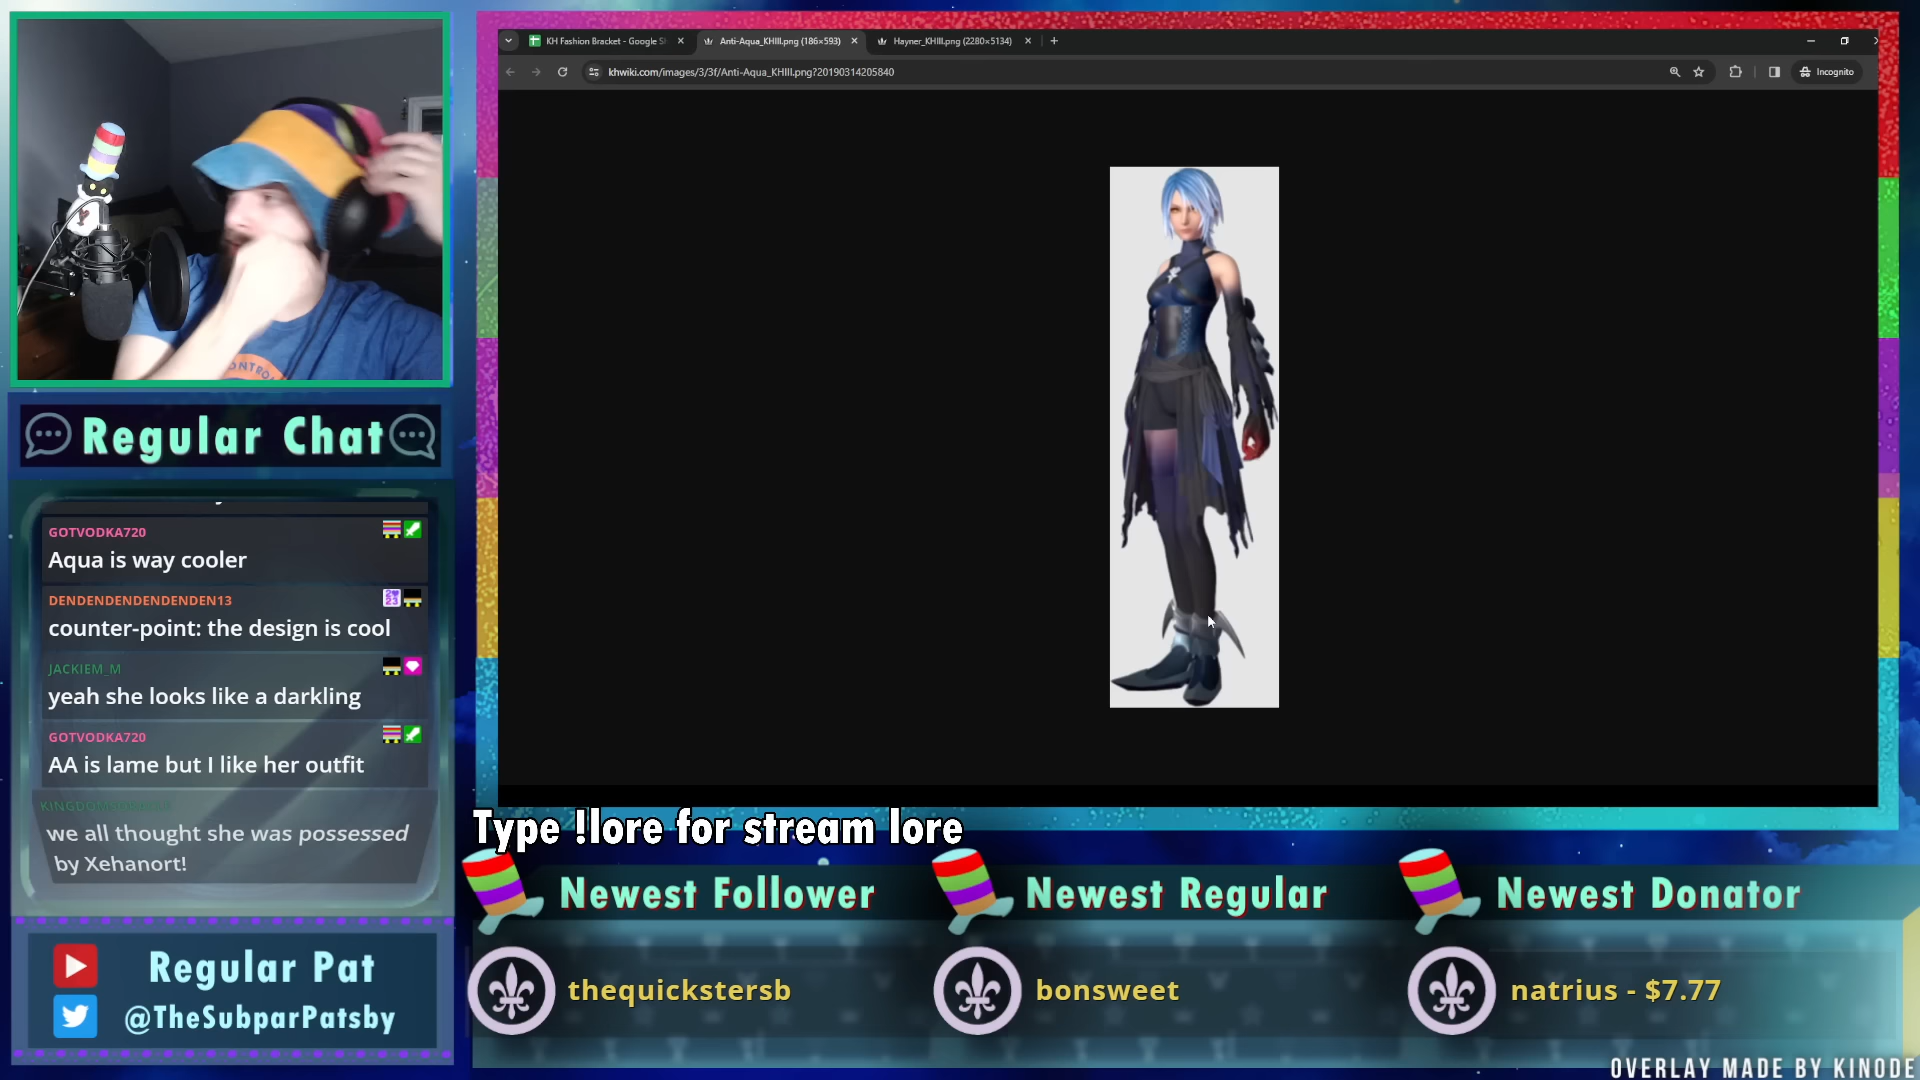 KH Fashion Bracket - Google Sh
Anti-Aqua_KHIII.png (186×593)
Hayner_KHIII.png (2280×5134)
khwiki.com/images/3/3f/Anti-Aqua_KHIII.png?20190314205840
Incognito
Regular Chat
GOTVODKA720
Aqua is way cooler
DENDENDENDENDENDEN13
counter-point: the design is cool
JACKIEM_M
yeah she looks like a darkling
GOTVODKA720
AA is lame but I like her outfit
we all thought she was possessed
by Xehanort!
Regular Pat
@TheSubparPatsby
Type !lore for stream lore
Newest Follower
thequickstersb
Newest Regular
bonsweet
Newest Donator
natrius - $7.77
OVERLAY MADE BY KINODE